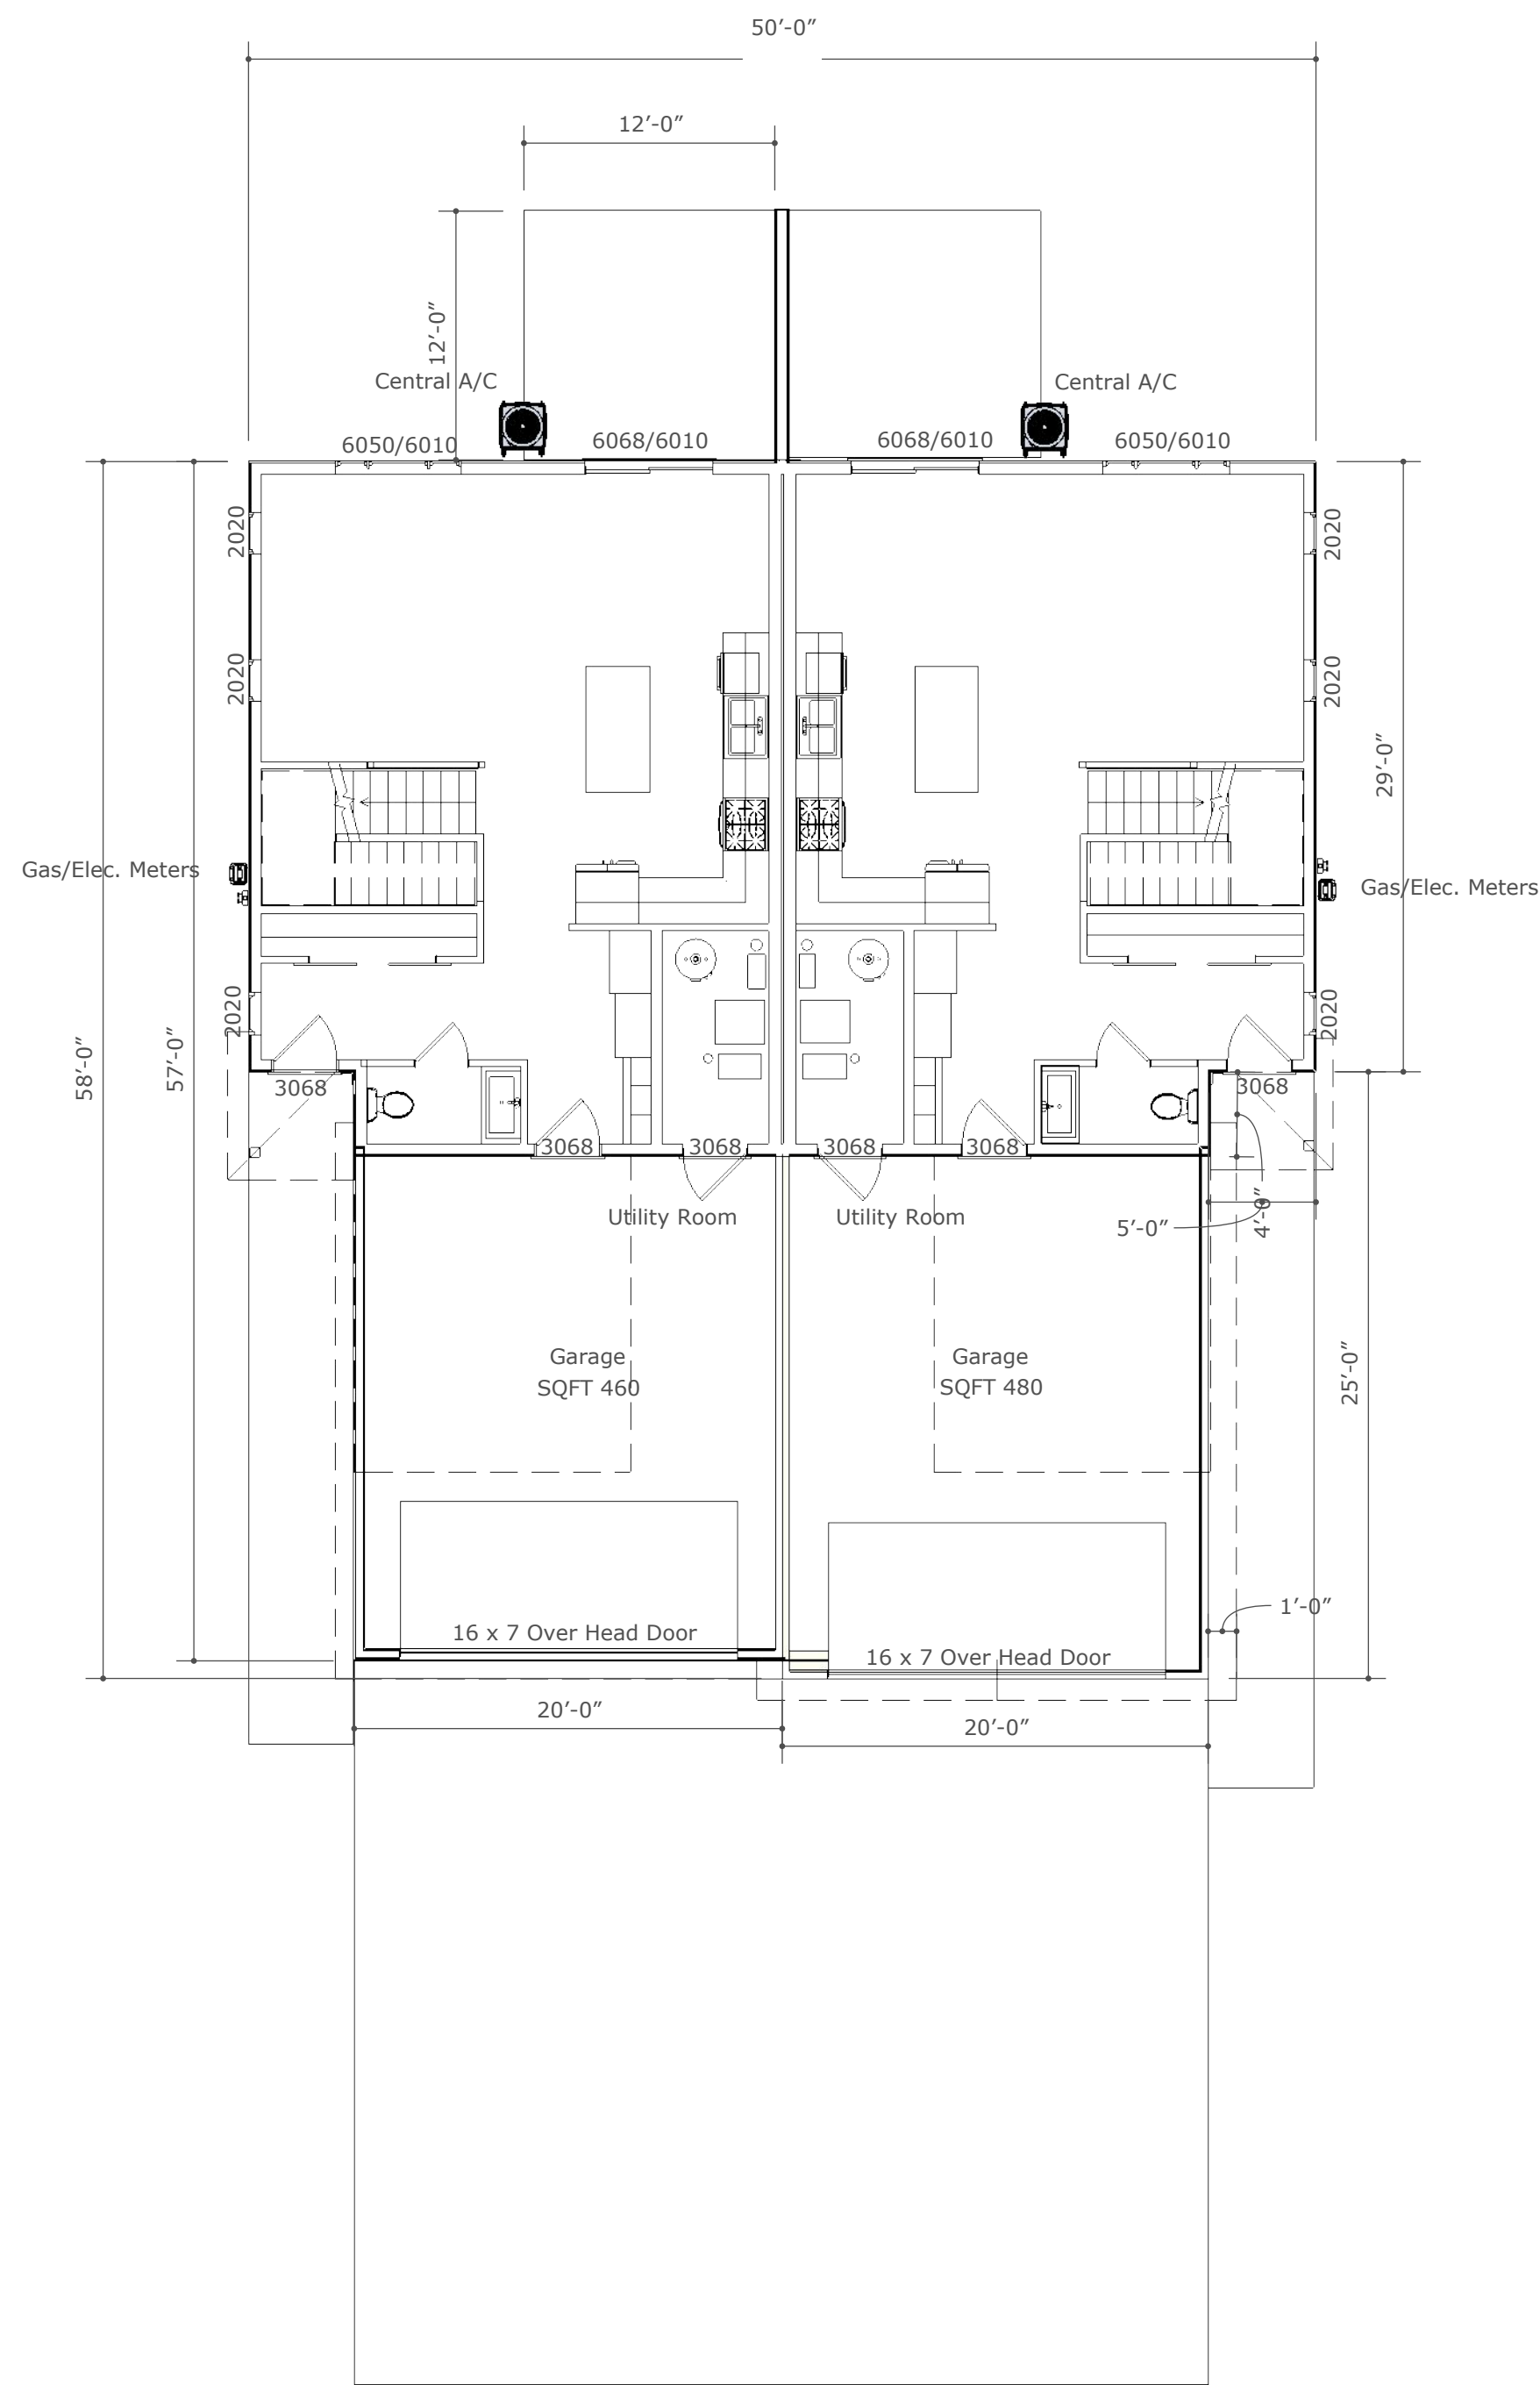 50′-0″
12′-0″
12′-0″
Central A/C
Central A/C
6050/6010
6068/6010
6068/6010
6050/6010
2020
2020
2020
2020
29′-0″
Gas/Elec. Meters
Gas/Elec. Meters
2020
2020
58′-0″
57′-0″
3068
3068
3068
3068
3068
3068
Utility Room
Utility Room
5′-0″
4′-0″
Garage
SQFT 460
Garage
SQFT 480
25′-0″
1′-0″
16 x 7 Over Head Door
16 x 7 Over Head Door
20′-0″
20′-0″